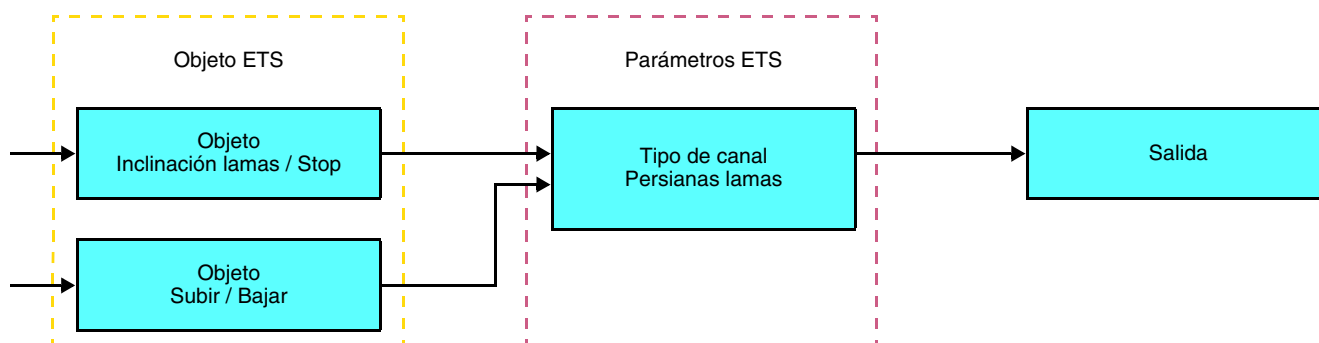 Objeto ETS
Parámetros ETS
Objeto
Inclinación lamas / Stop
Tipo de canal
Persianas lamas
Salida
Objeto
Subir / Bajar